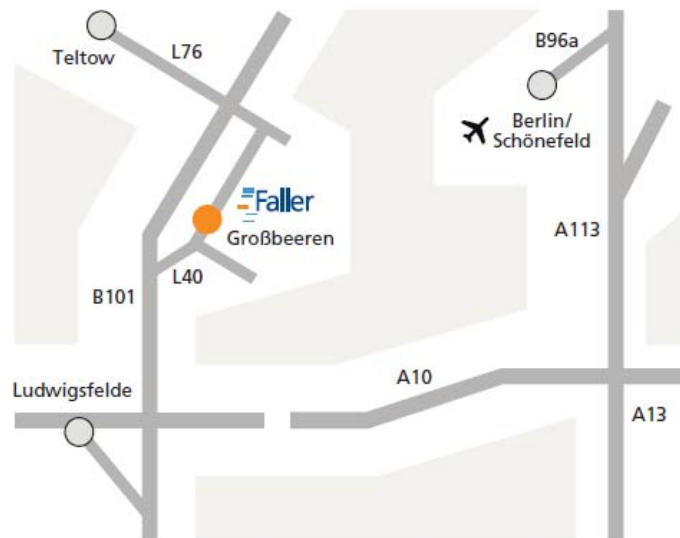 B96a
L76
Teltow
Berlin/
Schönefeld
Faller
A113
Großbeeren
L40
B101
A10
Ludwigsfelde
A13